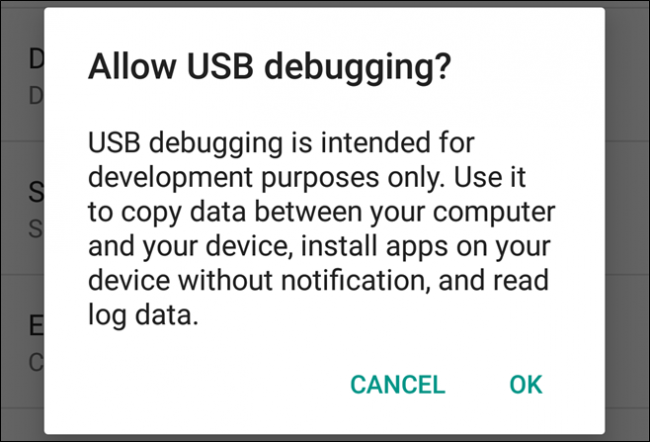 Allow USB debugging?
USB debugging is intended for
development purposes only. Use it
to copy data between your computer
and your device, install apps on your
device without notification, and read
log data.
CANCEL OK